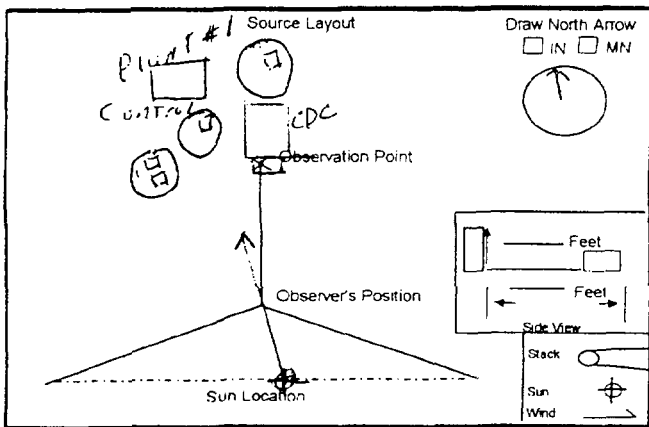 Source Layout
Draw North Arrow
IN MN
Plant #1
Control
CDC
Observation Point
Feet
Observer's Position
Feet
Side View
Stack
Sun
Sun Location
Wind